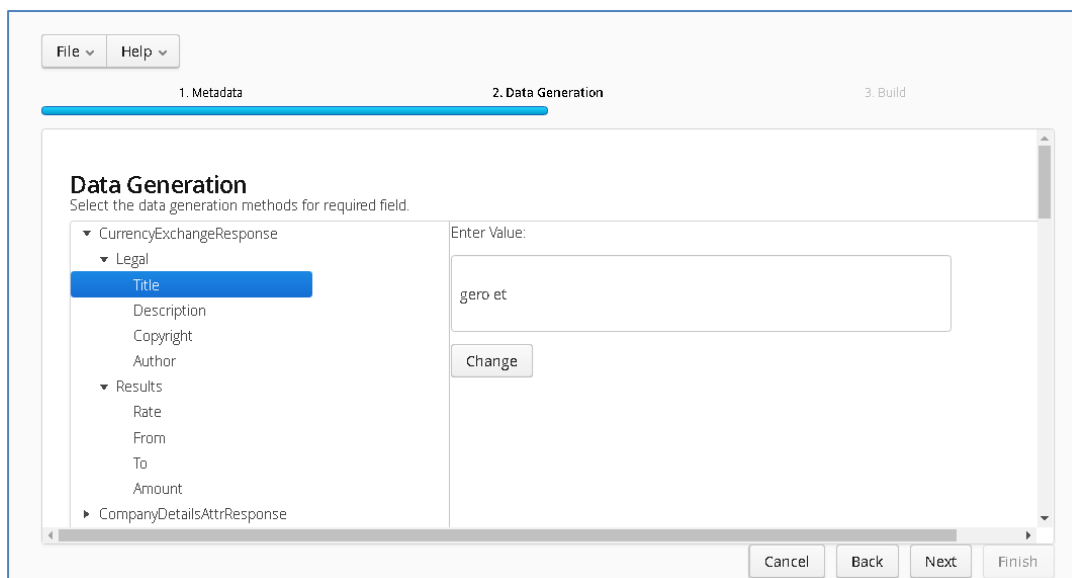 File Help
1. Metadata 2. Data Generation 3. Build
Data Generation
Select the data generation methods for required field.
CurrencyExchangeResponse
Legal
Title
Description
Copyright
Author
Results
Rate
From
To
Amount
CompanyDetailsAttrResponse
Enter Value:
gero et
Change
Cancel Back Next Finish